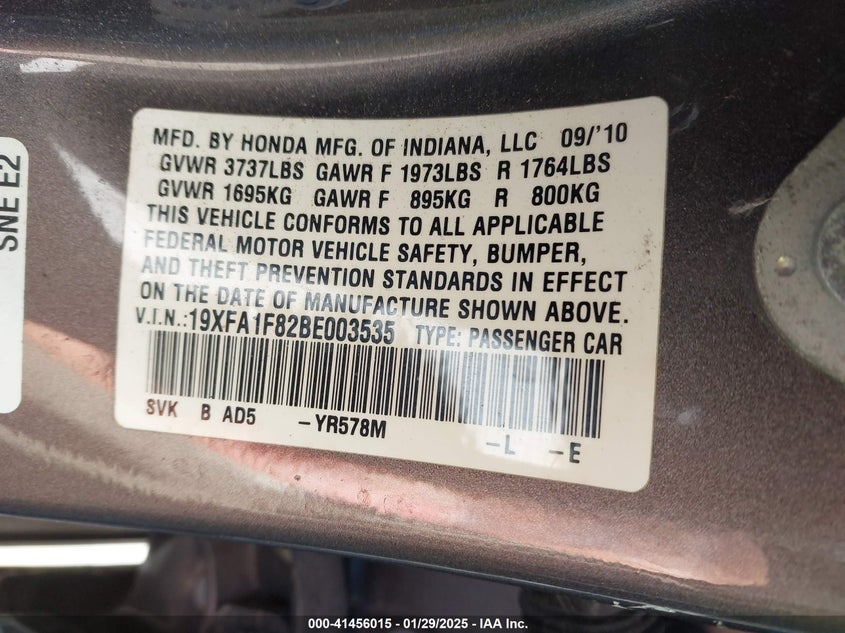 MFD. BY HONDA MFG. OF INDIANA, LLC 09/'10
GVWR 3737LBS GAWR F 1973LBS R 1764LBS
GVWR 1695KG GAWR F 895KG R 800KG
THIS VEHICLE CONFORMS TO ALL APPLICABLE
FEDERAL MOTOR VEHICLE SAFETY, BUMPER,
AND THEFT PREVENTION STANDARDS IN EFFECT
ON THE DATE OF MANUFACTURE SHOWN ABOVE.
V.I.N.:19XFA1F82BE003535 TYPE: PASSENGER CAR
SVK B AD5 -YR578M -L -E
SNE E2
000-41456015 - 01/29/2025 - IAA Inc.